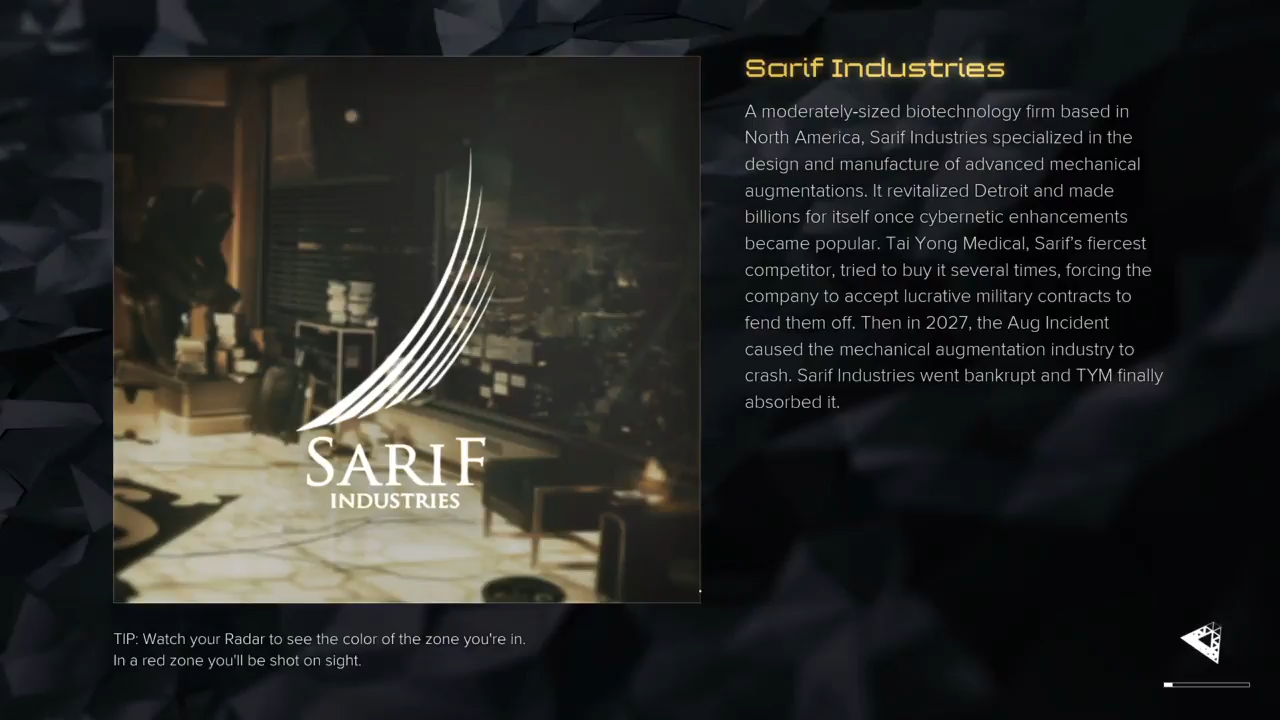 Sarif Industries
A moderately-sized biotechnology firm based in
North America, Sarif Industries specialized in the
design and manufacture of advanced mechanical
augmentations. It revitalized Detroit and made
billions for itself once cybernetic enhancements
became popular. Tai Yong Medical, Sarif's fiercest
competitor, tried to buy it several times, forcing the
company to accept lucrative military contracts to
fend them off. Then in 2027, the Aug Incident
caused the mechanical augmentation industry to
crash. Sarif Industries went bankrupt and TYM finally
absorbed it.
SARIF
INDUSTRIES
TIP: Watch your Radar to see the color of the zone you're in.
In a red zone you'll be shot on sight.